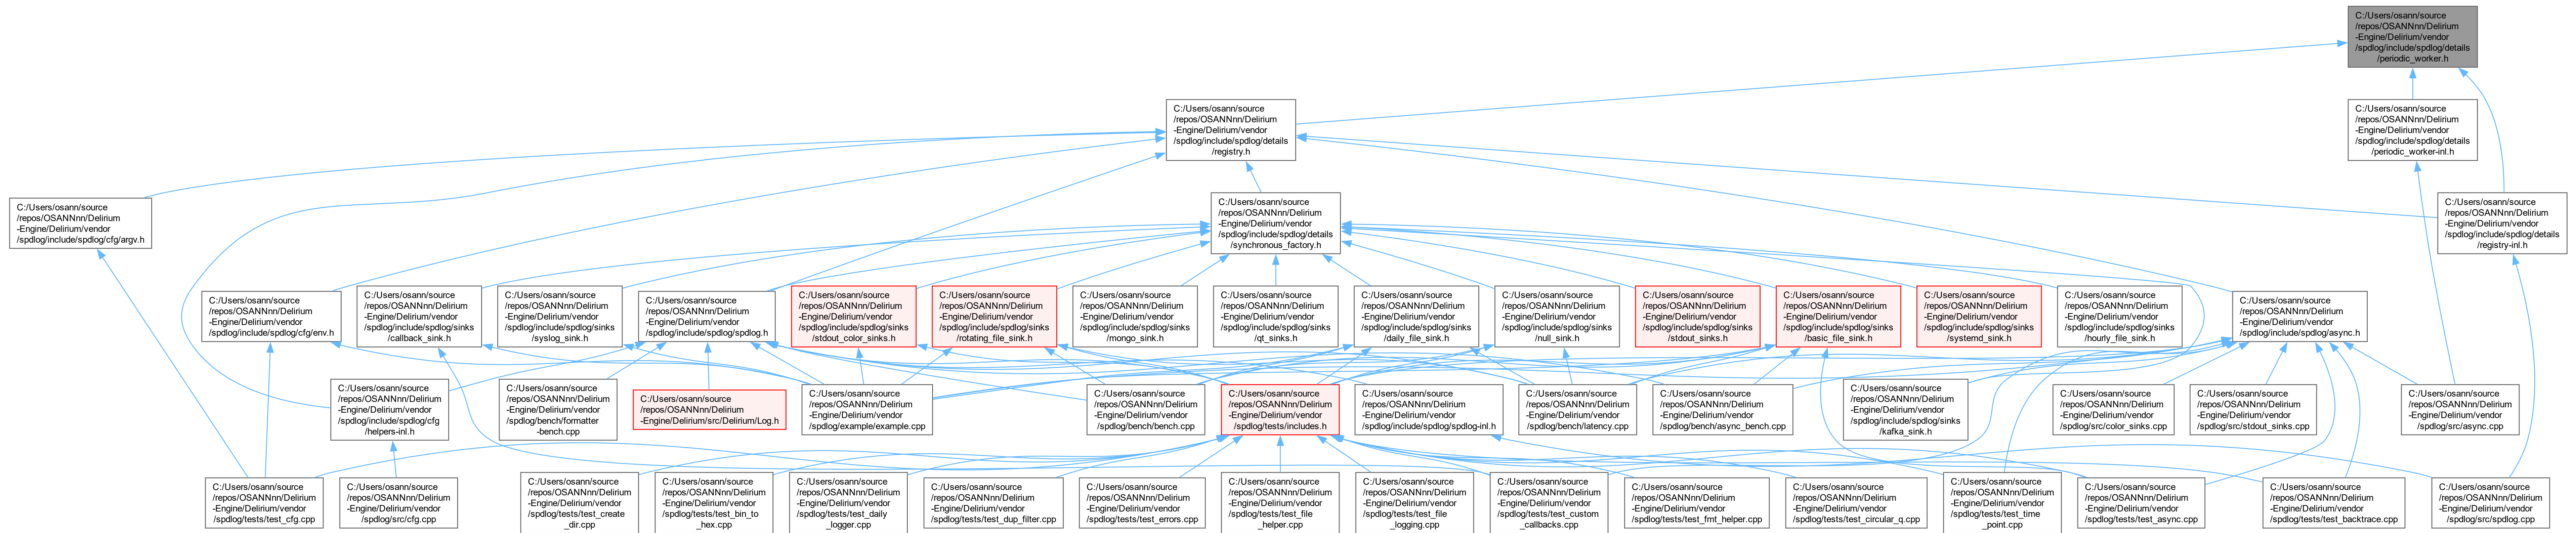 C:/Users/osann/source
/repos/OSANNnn/Delirium
-Engine/Delirium/vendor
/spdlog/include/spdlog/details
/periodic_worker.h
C:/Users/osann/source
/repos/OSANNnn/Delirium
-Engine/Delirium/vendor
/spdlog/include/spdlog/details
/registry.h
C:/Users/osann/source
/repos/OSANNnn/Delirium
-Engine/Delirium/vendor
/spdlog/include/spdlog/details
/periodic_worker-inl.h
C:/Users/osann/source
/repos/OSANNnn/Delirium
-Engine/Delirium/vendor
/spdlog/include/spdlog/cfg/argv.h
C:/Users/osann/source
/repos/OSANNnn/Delirium
-Engine/Delirium/vendor
/spdlog/include/spdlog/details
/synchronous_factory.h
C:/Users/osann/source
/repos/OSANNnn/Delirium
-Engine/Delirium/vendor
/spdlog/include/spdlog/details
/registry-inl.h
C:/Users/osann/source
/repos/OSANNnn/Delirium
-Engine/Delirium/vendor
/spdlog/include/spdlog/cfg/env.h
C:/Users/osann/source
/repos/OSANNnn/Delirium
-Engine/Delirium/vendor
/spdlog/include/spdlog/sinks
/callback_sink.h
C:/Users/osann/source
/repos/OSANNnn/Delirium
-Engine/Delirium/vendor
/spdlog/include/spdlog/sinks
/syslog_sink.h
C:/Users/osann/source
/repos/OSANNnn/Delirium
-Engine/Delirium/vendor
/spdlog/include/spdlog/spdlog.h
C:/Users/osann/source
/repos/OSANNnn/Delirium
-Engine/Delirium/vendor
/spdlog/include/spdlog/sinks
/stdout_color_sinks.h
C:/Users/osann/source
/repos/OSANNnn/Delirium
-Engine/Delirium/vendor
/spdlog/include/spdlog/sinks
/rotating_file_sink.h
C:/Users/osann/source
/repos/OSANNnn/Delirium
-Engine/Delirium/vendor
/spdlog/include/spdlog/sinks
/mongo_sink.h
C:/Users/osann/source
/repos/OSANNnn/Delirium
-Engine/Delirium/vendor
/spdlog/include/spdlog/sinks
/qt_sinks.h
C:/Users/osann/source
/repos/OSANNnn/Delirium
-Engine/Delirium/vendor
/spdlog/include/spdlog/sinks
/daily_file_sink.h
C:/Users/osann/source
/repos/OSANNnn/Delirium
-Engine/Delirium/vendor
/spdlog/include/spdlog/sinks
/null_sink.h
C:/Users/osann/source
/repos/OSANNnn/Delirium
-Engine/Delirium/vendor
/spdlog/include/spdlog/sinks
/stdout_sinks.h
C:/Users/osann/source
/repos/OSANNnn/Delirium
-Engine/Delirium/vendor
/spdlog/include/spdlog/sinks
/basic_file_sink.h
C:/Users/osann/source
/repos/OSANNnn/Delirium
-Engine/Delirium/vendor
/spdlog/include/spdlog/sinks
/systemd_sink.h
C:/Users/osann/source
/repos/OSANNnn/Delirium
-Engine/Delirium/vendor
/spdlog/include/spdlog/sinks
/hourly_file_sink.h
C:/Users/osann/source
/repos/OSANNnn/Delirium
-Engine/Delirium/vendor
/spdlog/include/spdlog/async.h
C:/Users/osann/source
/repos/OSANNnn/Delirium
-Engine/Delirium/vendor
/spdlog/include/spdlog/cfg
/helpers-inl.h
C:/Users/osann/source
/repos/OSANNnn/Delirium
-Engine/Delirium/vendor
/spdlog/bench/formatter
-bench.cpp
C:/Users/osann/source
/repos/OSANNnn/Delirium
-Engine/Delirium/src/Delirium/Log.h
C:/Users/osann/source
/repos/OSANNnn/Delirium
-Engine/Delirium/vendor
/spdlog/example/example.cpp
C:/Users/osann/source
/repos/OSANNnn/Delirium
-Engine/Delirium/vendor
/spdlog/bench/bench.cpp
C:/Users/osann/source
/repos/OSANNnn/Delirium
-Engine/Delirium/vendor
/spdlog/tests/includes.h
C:/Users/osann/source
/repos/OSANNnn/Delirium
-Engine/Delirium/vendor
/spdlog/include/spdlog/spdlog-inl.h
C:/Users/osann/source
/repos/OSANNnn/Delirium
-Engine/Delirium/vendor
/spdlog/bench/latency.cpp
C:/Users/osann/source
/repos/OSANNnn/Delirium
-Engine/Delirium/vendor
/spdlog/bench/async_bench.cpp
C:/Users/osann/source
/repos/OSANNnn/Delirium
-Engine/Delirium/vendor
/spdlog/include/spdlog/sinks
/kafka_sink.h
C:/Users/osann/source
/repos/OSANNnn/Delirium
-Engine/Delirium/vendor
/spdlog/src/color_sinks.cpp
C:/Users/osann/source
/repos/OSANNnn/Delirium
-Engine/Delirium/vendor
/spdlog/src/stdout_sinks.cpp
C:/Users/osann/source
/repos/OSANNnn/Delirium
-Engine/Delirium/vendor
/spdlog/src/async.cpp
C:/Users/osann/source
/repos/OSANNnn/Delirium
-Engine/Delirium/vendor
/spdlog/tests/test_cfg.cpp
C:/Users/osann/source
/repos/OSANNnn/Delirium
-Engine/Delirium/vendor
/spdlog/src/cfg.cpp
C:/Users/osann/source
/repos/OSANNnn/Delirium
-Engine/Delirium/vendor
/spdlog/tests/test_create
_dir.cpp
C:/Users/osann/source
/repos/OSANNnn/Delirium
-Engine/Delirium/vendor
/spdlog/tests/test_bin_to
_hex.cpp
C:/Users/osann/source
/repos/OSANNnn/Delirium
-Engine/Delirium/vendor
/spdlog/tests/test_daily
_logger.cpp
C:/Users/osann/source
/repos/OSANNnn/Delirium
-Engine/Delirium/vendor
/spdlog/tests/test_dup_filter.cpp
C:/Users/osann/source
/repos/OSANNnn/Delirium
-Engine/Delirium/vendor
/spdlog/tests/test_errors.cpp
C:/Users/osann/source
/repos/OSANNnn/Delirium
-Engine/Delirium/vendor
/spdlog/tests/test_file
_helper.cpp
C:/Users/osann/source
/repos/OSANNnn/Delirium
-Engine/Delirium/vendor
/spdlog/tests/test_file
_logging.cpp
C:/Users/osann/source
/repos/OSANNnn/Delirium
-Engine/Delirium/vendor
/spdlog/tests/test_custom
_callbacks.cpp
C:/Users/osann/source
/repos/OSANNnn/Delirium
-Engine/Delirium/vendor
/spdlog/tests/test_fmt_helper.cpp
C:/Users/osann/source
/repos/OSANNnn/Delirium
-Engine/Delirium/vendor
/spdlog/tests/test_circular_q.cpp
C:/Users/osann/source
/repos/OSANNnn/Delirium
-Engine/Delirium/vendor
/spdlog/tests/test_time
_point.cpp
C:/Users/osann/source
/repos/OSANNnn/Delirium
-Engine/Delirium/vendor
/spdlog/tests/test_async.cpp
C:/Users/osann/source
/repos/OSANNnn/Delirium
-Engine/Delirium/vendor
/spdlog/tests/test_backtrace.cpp
C:/Users/osann/source
/repos/OSANNnn/Delirium
-Engine/Delirium/vendor
/spdlog/src/spdlog.cpp